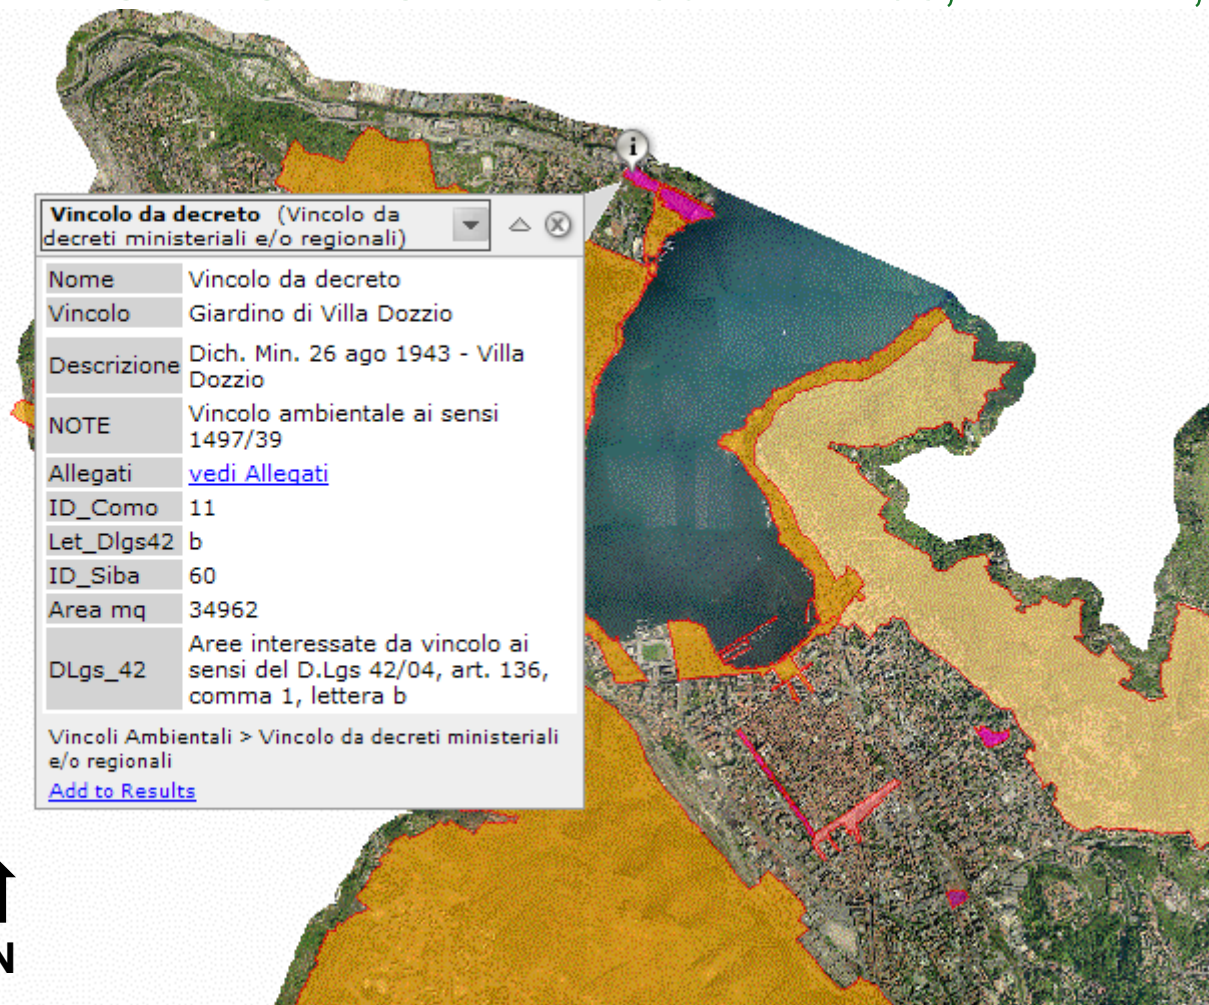 i
Vincolo da decreto (Vincolo da
decreti ministeriali e/o regionali)
Nome Vincolo da decreto
Vincolo Giardino di Villa Dozzio
Descrizione Dich. Min. 26 ago 1943 - Villa
Dozzio
NOTE Vincolo ambientale ai sensi
1497/39
Allegati vedi Allegati
ID_Como 11
Let_Dlgs42 b
ID_Siba 60
Area mq 34962
DLgs_42 Aree interessate da vincolo ai
sensi del D.Lgs 42/04, art. 136,
comma 1, lettera b
Vincoli Ambientali > Vincolo da decreti ministeriali
e/o regionali
Add to Results
N